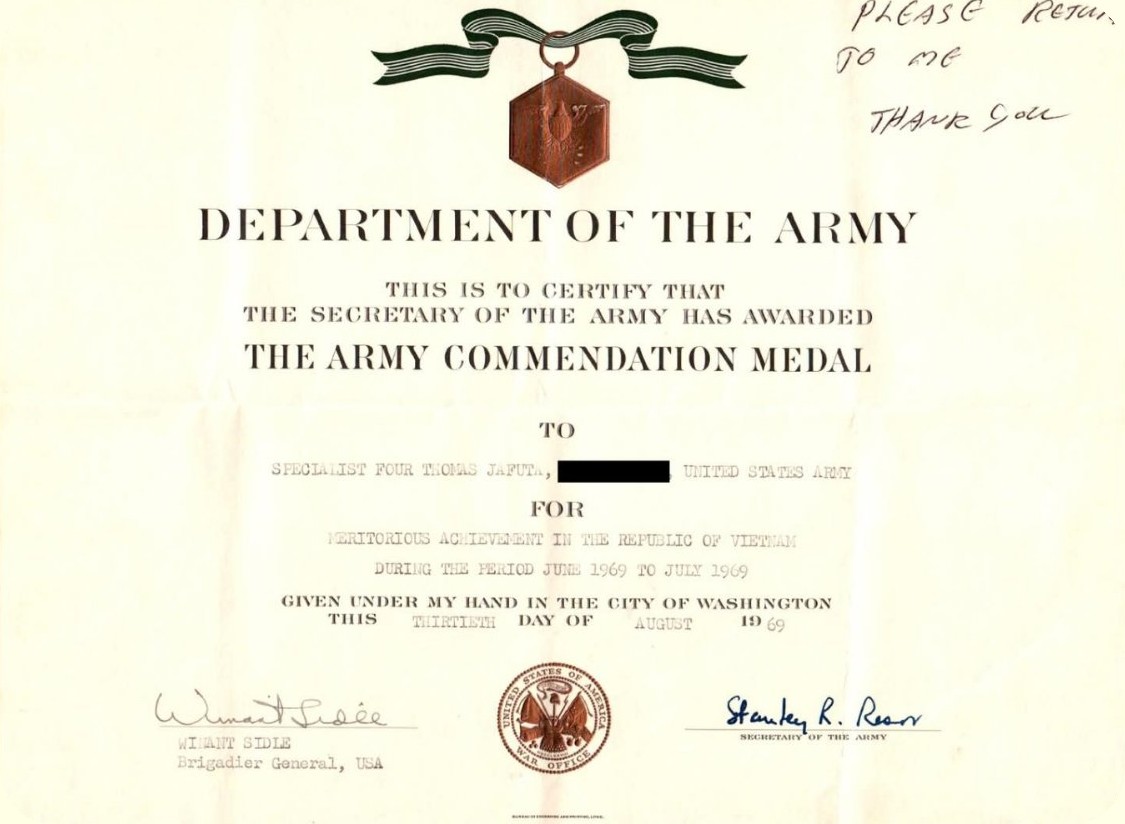 PLEASE RETURN
TO ME
THANK YOU
DEPARTMENT OF THE ARMY
THIS IS TO CERTIFY THAT
THE SECRETARY OF THE ARMY HAS AWARDED
THE ARMY COMMENDATION MEDAL
TO
SPECIALIST FOUR THOMAS JAFUTA, , UNITED STATES ARMY
FOR
MERITORIOUS ACHIEVEMENT IN THE REPUBLIC OF VIETNAM
DURING THE PERIOD JUNE 1969 TO JULY 1969
GIVEN UNDER MY HAND IN THE CITY OF WASHINGTON
THIS THIRTIETH DAY OF AUGUST 1969
UNITED STATES OF AMERICA
WAR OFFICE
Winant Sidle
WINANT SIDLE
Brigadier General, USA
Stanley R. Resor
SECRETARY OF THE ARMY